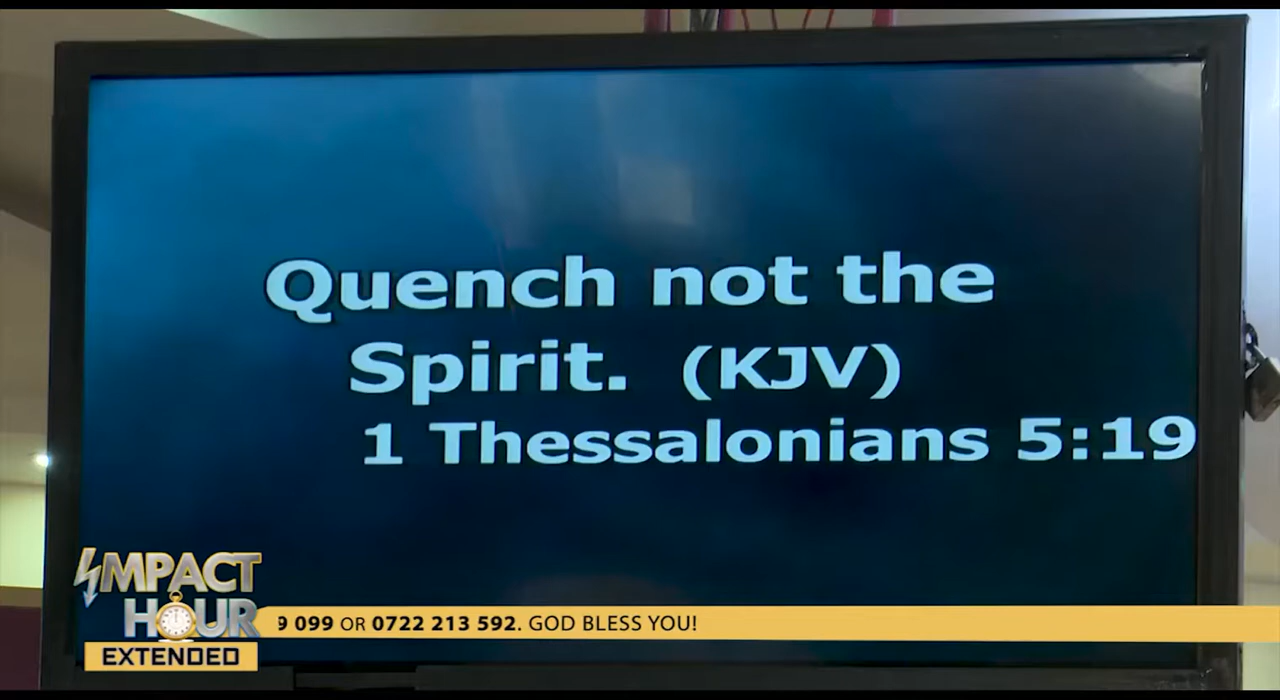 Quench not the
Spirit. (KJV)
1 Thessalonians 5:19
IMPACT
HOUR
EXTENDED
9 099 OR 0722 213 592. GOD BLESS YOU!